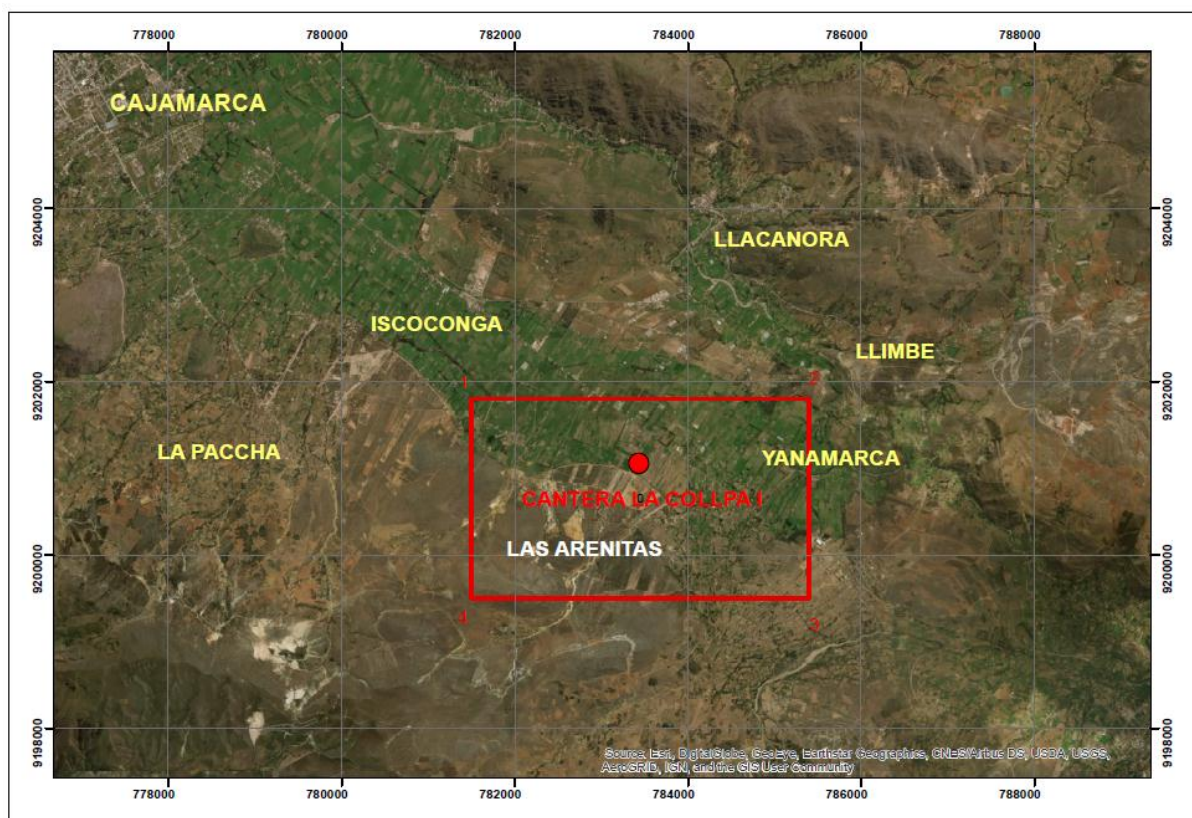 778000 780000 782000 784000 786000 788000
CAJAMARCA
9204000 9204000
LLACANORA
ISCOCONGA
LLIMBE
9202000 1 2 9202000
LA PACCHA
YANAMARCA
CANTERA LA COLLPA I
LAS ARENITAS
9200000 9200000
4 3
9198000 9198000
Source: Esri, DigitalGlobe, GeoEye, Earthstar Geographics, CNES/Airbus DS, USDA, USGS,
AeroGRID, IGN, and the GIS User Community
778000 780000 782000 784000 786000 788000